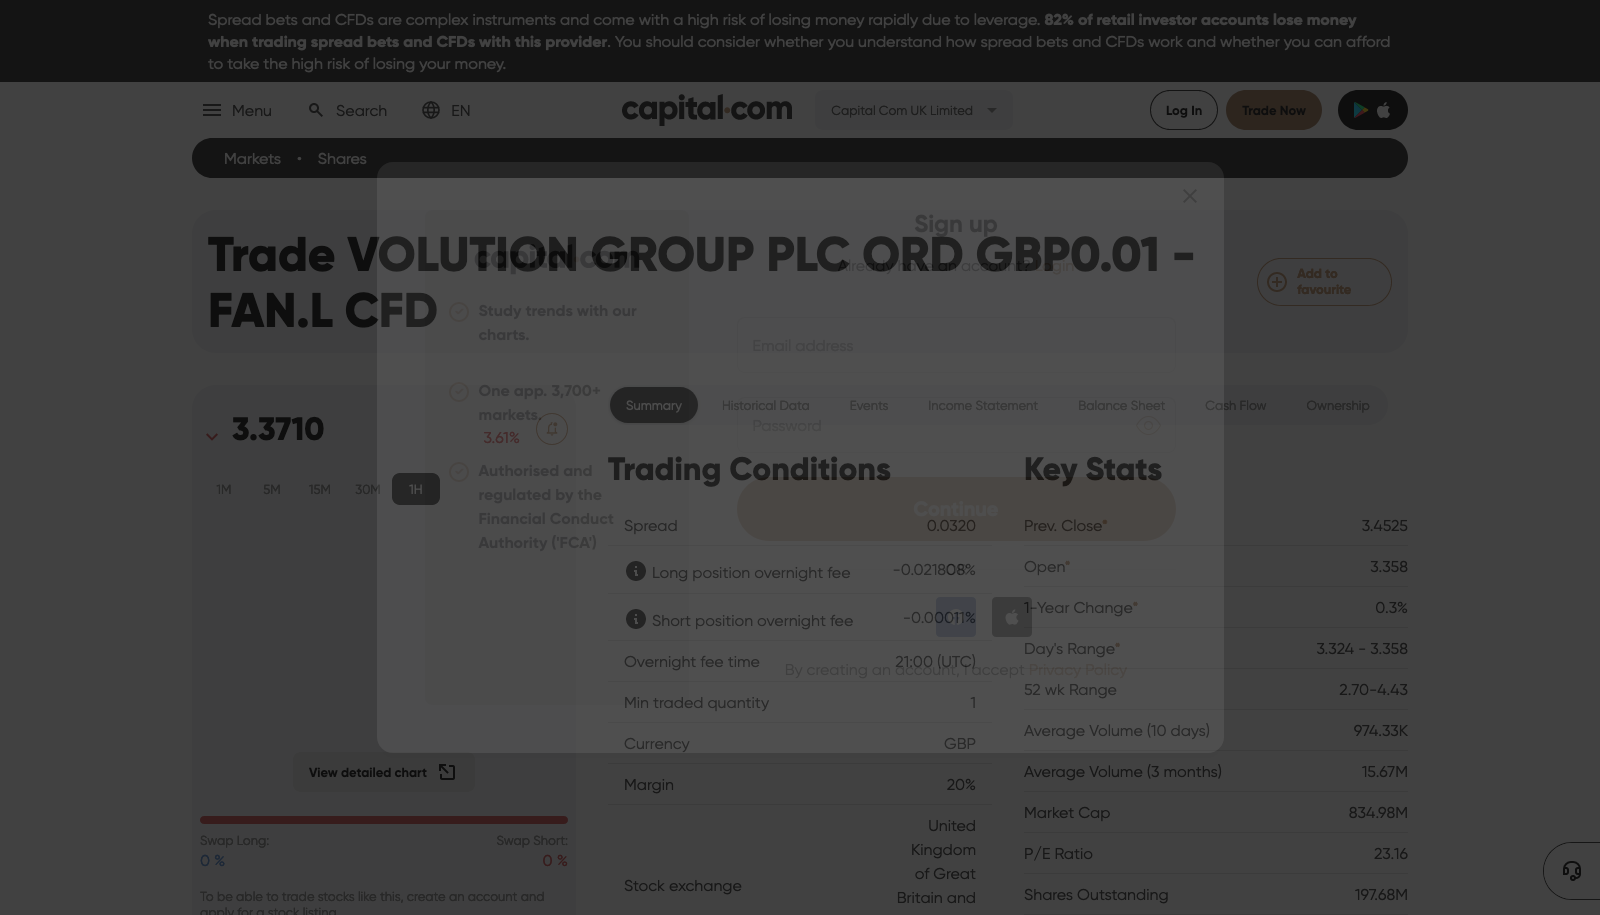 Spread bets and CFDs are complex instruments and come with a high risk of losing money rapidly due to leverage. 82% of retail investor accounts lose money
when trading spread bets and CFDs with this provider. You should consider whether you understand how spread bets and CFDs work and whether you can afford
to take the high risk of losing your money.
Menu Search EN capital.com Capital Com UK Limited Log In Trade Now
Markets • Shares
Trade VOLUTION GROUP PLC ORD GBP0.01 -
FAN.L CFD
Add to
favourite
capital.com
Study trends with our
charts.
One app. 3,700+
markets.
Authorised and
regulated by the
Financial Conduct
Authority ('FCA')
Sign up
Already have an account? Login
Email address
Password
Continue
By creating an account, I accept Privacy Policy
3.3710
3.61%
1M 5M 15M 30M 1H
View detailed chart
Swap Long: Swap Short:
0 % 0 %
To be able to trade stocks like this, create an account and
apply for a stock listing
Summary Historical Data Events Income Statement Balance Sheet Cash Flow Ownership
Trading Conditions
Spread 0.0320
Long position overnight fee -0.021808%
Short position overnight fee -0.00011%
Overnight fee time 21:00 (UTC)
Min traded quantity 1
Currency GBP
Margin 20%
Stock exchange United
Kingdom
of Great
Britain and
Key Stats
Prev. Close* 3.4525
Open* 3.358
1-Year Change* 0.3%
Day's Range* 3.324 - 3.358
52 wk Range 2.70-4.43
Average Volume (10 days) 974.33K
Average Volume (3 months) 15.67M
Market Cap 834.98M
P/E Ratio 23.16
Shares Outstanding 197.68M